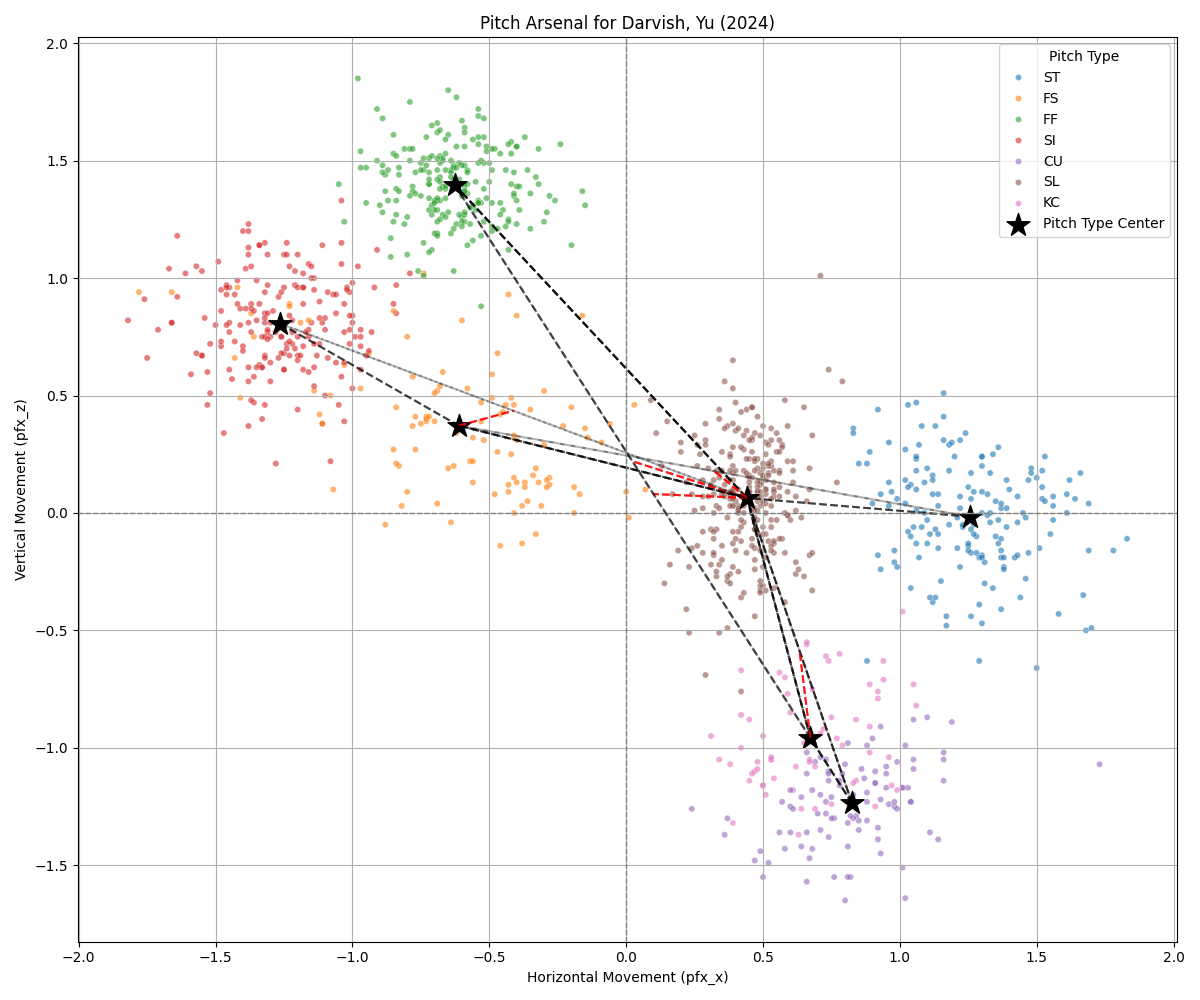 Pitch Arsenal for Darvish, Yu (2024)
2.0
1.5
1.0
0.5
0.0
−0.5
−1.0
−1.5
Vertical Movement (pfx_z)
Pitch Type
ST
FS
FF
SI
CU
SL
KC
Pitch Type Center
−2.0 −1.5 −1.0 −0.5 0.0 0.5 1.0 1.5 2.0
Horizontal Movement (pfx_x)